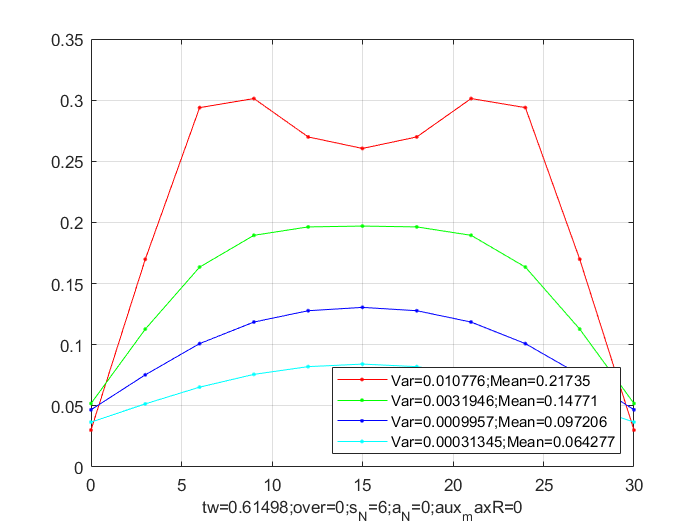 0.35
0.3
0.25
0.2
0.15
0.1
0.05
0
Var=0.010776;Mean=0.21735
Var=0.0031946;Mean=0.14771
Var=0.0009957;Mean=0.097206
Var=0.00031345;Mean=0.064277
0 5 10 15 20 25 30
tw=0.61498;over=0;s_N=6;a_N=0;aux_maxR=0